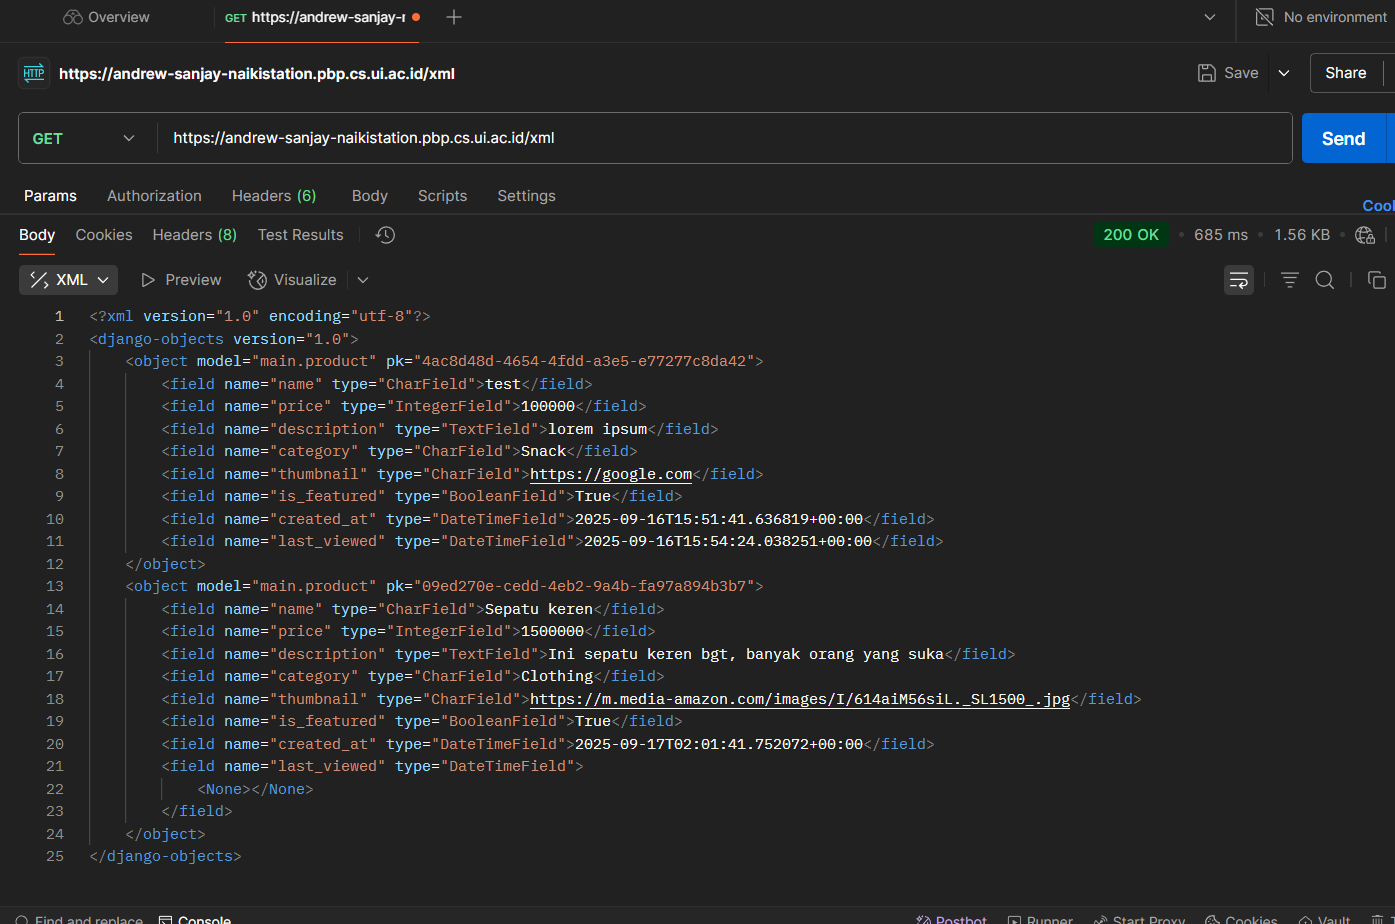 Overview
GET https://andrew-sanjay-r
No environment
HTTP https://andrew-sanjay-naikistation.pbp.cs.ui.ac.id/xml
Save
Share
GET https://andrew-sanjay-naikistation.pbp.cs.ui.ac.id/xml
Send
Params Authorization Headers (6) Body Scripts Settings
Cool
Body Cookies Headers (8) Test Results
200 OK • 685 ms • 1.56 KB •
XML Preview Visualize
1 <?xml version="1.0" encoding="utf-8"?>
2 <django-objects version="1.0">
3 <object model="main.product" pk="4ac8d48d-4654-4fdd-a3e5-e77277c8da42">
4 <field name="name" type="CharField">test</field>
5 <field name="price" type="IntegerField">100000</field>
6 <field name="description" type="TextField">lorem ipsum</field>
7 <field name="category" type="CharField">Snack</field>
8 <field name="thumbnail" type="CharField">https://google.com</field>
9 <field name="is_featured" type="BooleanField">True</field>
10 <field name="created_at" type="DateTimeField">2025-09-16T15:51:41.636819+00:00</field>
11 <field name="last_viewed" type="DateTimeField">2025-09-16T15:54:24.038251+00:00</field>
12 </object>
13 <object model="main.product" pk="09ed270e-cedd-4eb2-9a4b-fa97a894b3b7">
14 <field name="name" type="CharField">Sepatu keren</field>
15 <field name="price" type="IntegerField">1500000</field>
16 <field name="description" type="TextField">Ini sepatu keren bgt, banyak orang yang suka</field>
17 <field name="category" type="CharField">Clothing</field>
18 <field name="thumbnail" type="CharField">https://m.media-amazon.com/images/I/614aiM56siL._SL1500_.jpg</field>
19 <field name="is_featured" type="BooleanField">True</field>
20 <field name="created_at" type="DateTimeField">2025-09-17T02:01:41.752072+00:00</field>
21 <field name="last_viewed" type="DateTimeField">
22 <None></None>
23 </field>
24 </object>
25 </django-objects>
Find and replace Console
Postbot Runner Start Proxy Cookies Vault